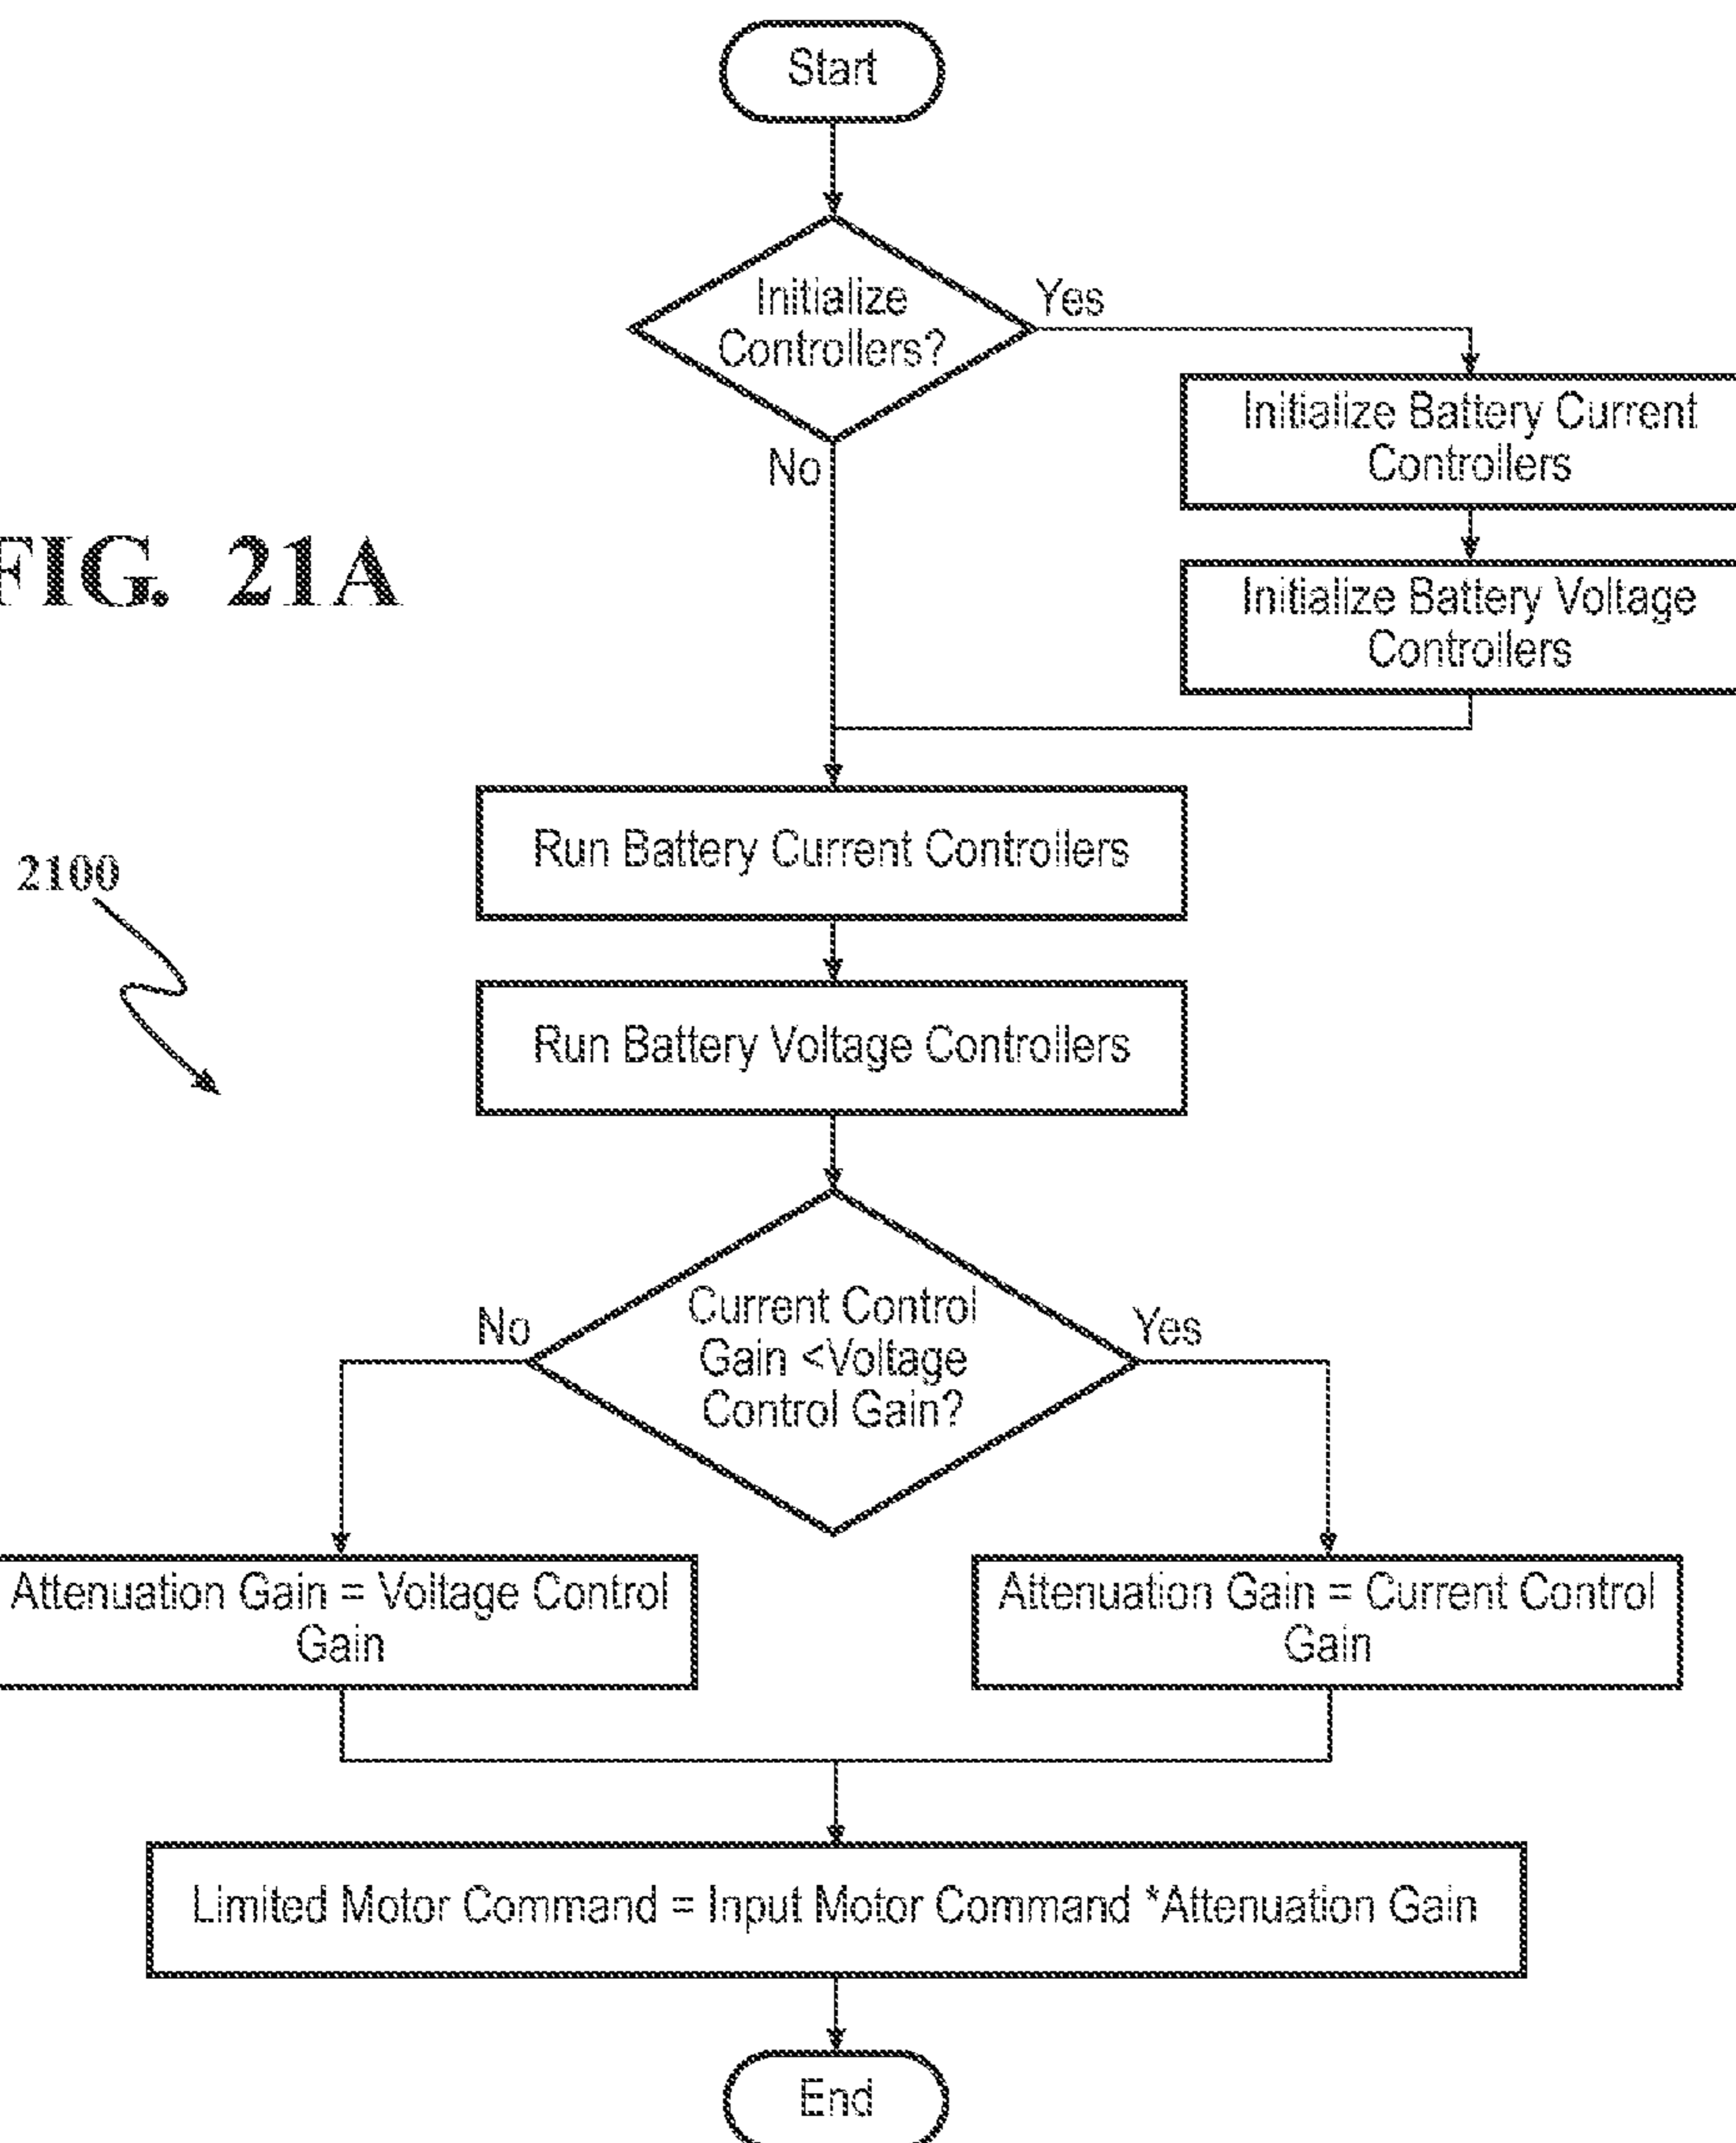 Start
Initialize
Controllers?
Yes
No
Initialize Battery Current
Controllers
Initialize Battery Voltage
Controllers
FIG. 21A
Run Battery Current Controllers
2100
Run Battery Voltage Controllers
Current Control
Gain <Voltage
Control Gain?
No
Yes
Attenuation Gain = Voltage Control
Gain
Attenuation Gain = Current Control
Gain
Limited Motor Command = Input Motor Command *Attenuation Gain
End